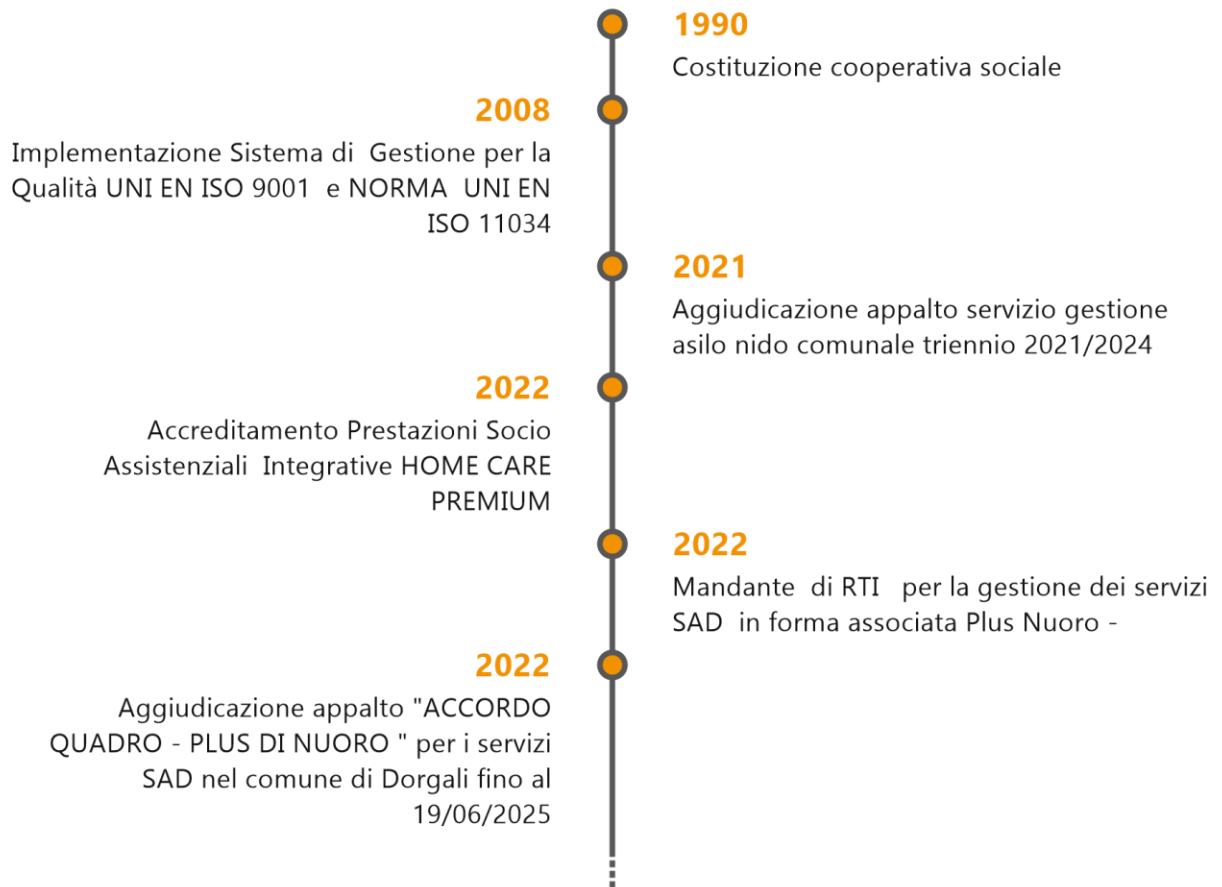 1990
Costituzione cooperativa sociale
2008
Implementazione Sistema di Gestione per la
Qualità UNI EN ISO 9001 e NORMA UNI EN
ISO 11034
2021
Aggiudicazione appalto servizio gestione
asilo nido comunale triennio 2021/2024
2022
Accreditamento Prestazioni Socio
Assistenziali Integrative HOME CARE
PREMIUM
2022
Mandante di RTI per la gestione dei servizi
SAD in forma associata Plus Nuoro -
2022
Aggiudicazione appalto "ACCORDO
QUADRO - PLUS DI NUORO " per i servizi
SAD nel comune di Dorgali fino al
19/06/2025